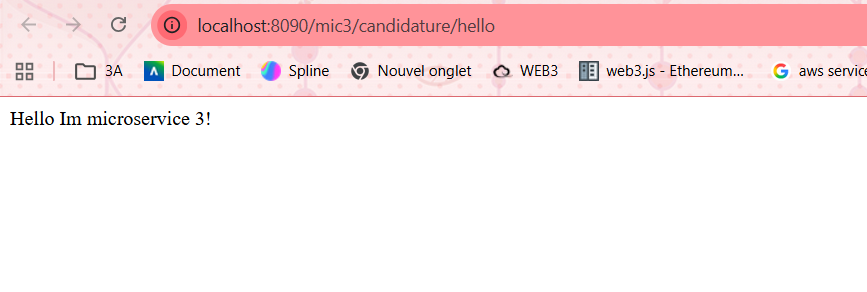 localhost:8090/mic3/candidature/hello
3A Document Spline Nouvel onglet WEB3 web3.js - Ethereum... aws service
Hello Im microservice 3!